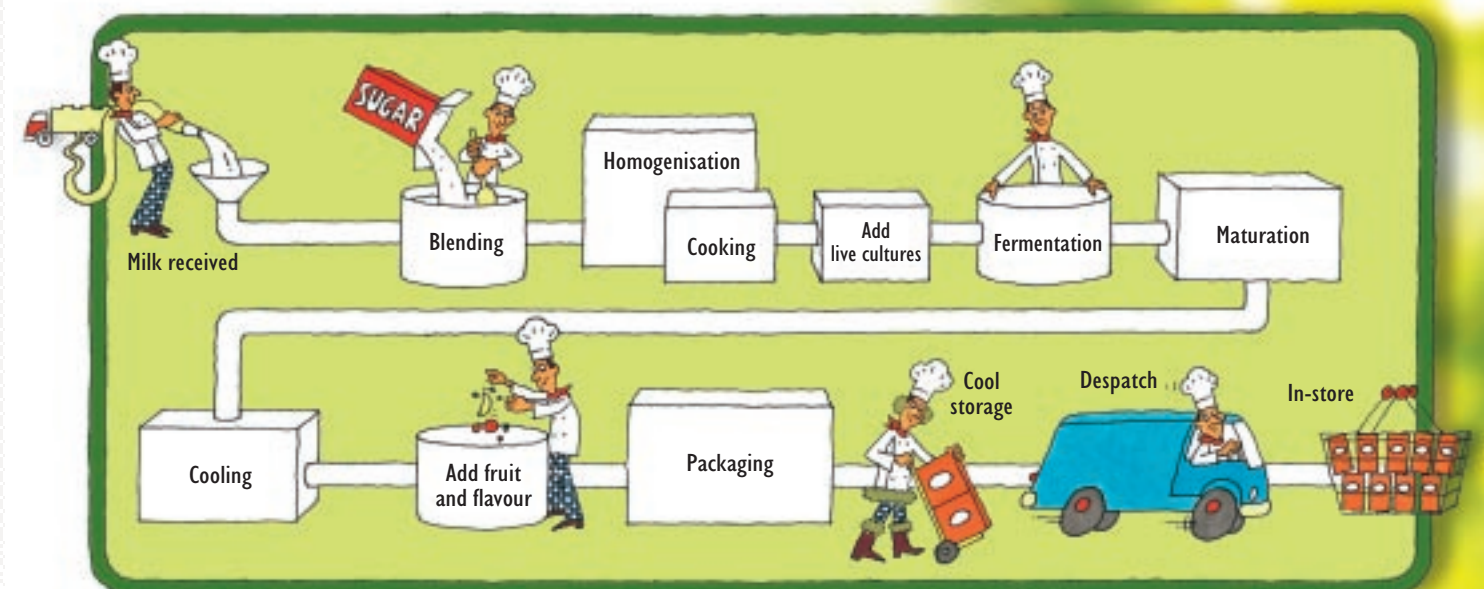 Milk received
SUGAR
Blending
Homogenisation
Cooking
Add
live cultures
Fermentation
Maturation
Cooling
Add fruit
and flavour
Packaging
Cool
storage
Despatch
In-store